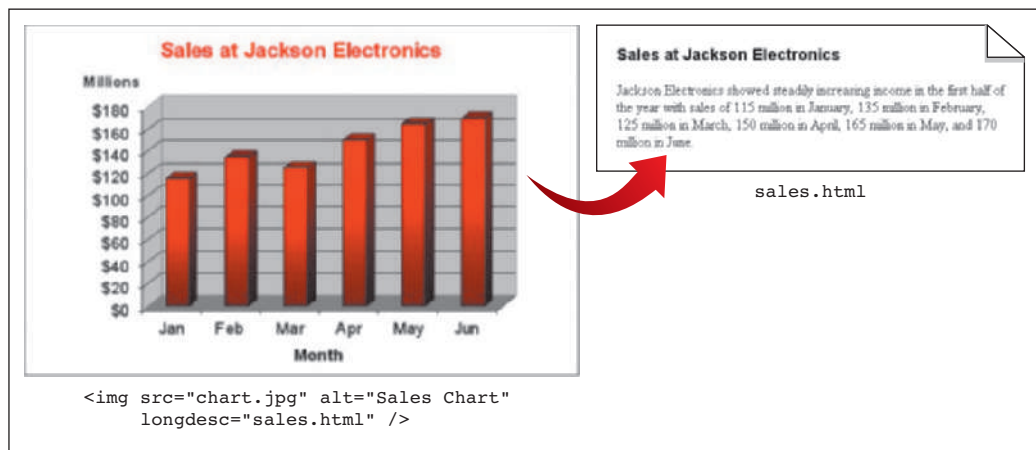 Sales at Jackson Electronics
Millions
$180
$160
$140
$120
$100
$80
$60
$40
$20
$0
Jan Feb Mar Apr May Jun
Month
<img src="chart.jpg" alt="Sales Chart"
longdesc="sales.html" />
Sales at Jackson Electronics
Jackson Electronics showed steadily increasing income in the first half of
the year with sales of 115 million in January, 135 million in February,
125 million in March, 150 million in April, 165 million in May, and 170
million in June.
sales.html